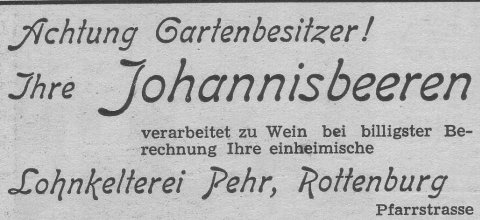 Achtung Gartenbesitzer!
Ihre Johannisbeeren
verarbeitet zu Wein bei billigster Be-
rechnung Ihre einheimische
Lohnkelterei Pehr, Rottenburg
Pfarrstrasse